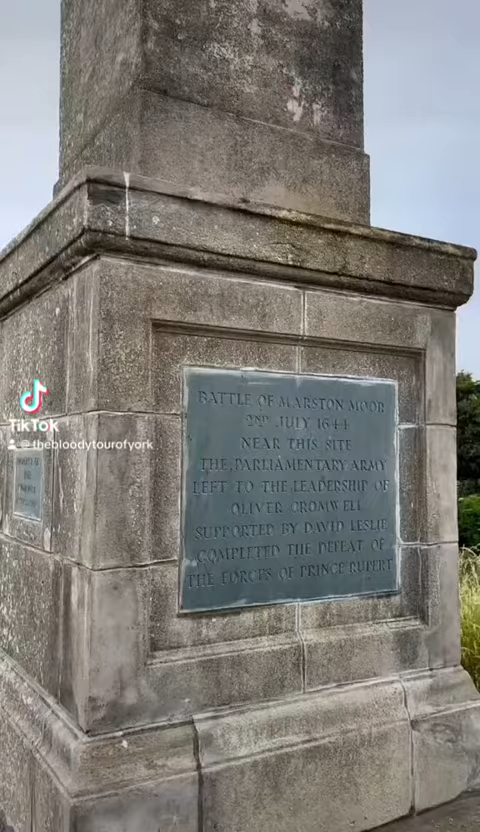 BATTLE OF MARSTON MOOR
2ND JULY 1644
NEAR THIS SITE
THE PARLIAMENTARY ARMY
LEFT TO THE LEADERSHIP OF
OLIVER CROMWELL
SUPPORTED BY DAVID LESLIE
COMPLETED THE DEFEAT OF
THE FORCES OF PRINCE RUPERT
TikTok
@thebloodytourofyork